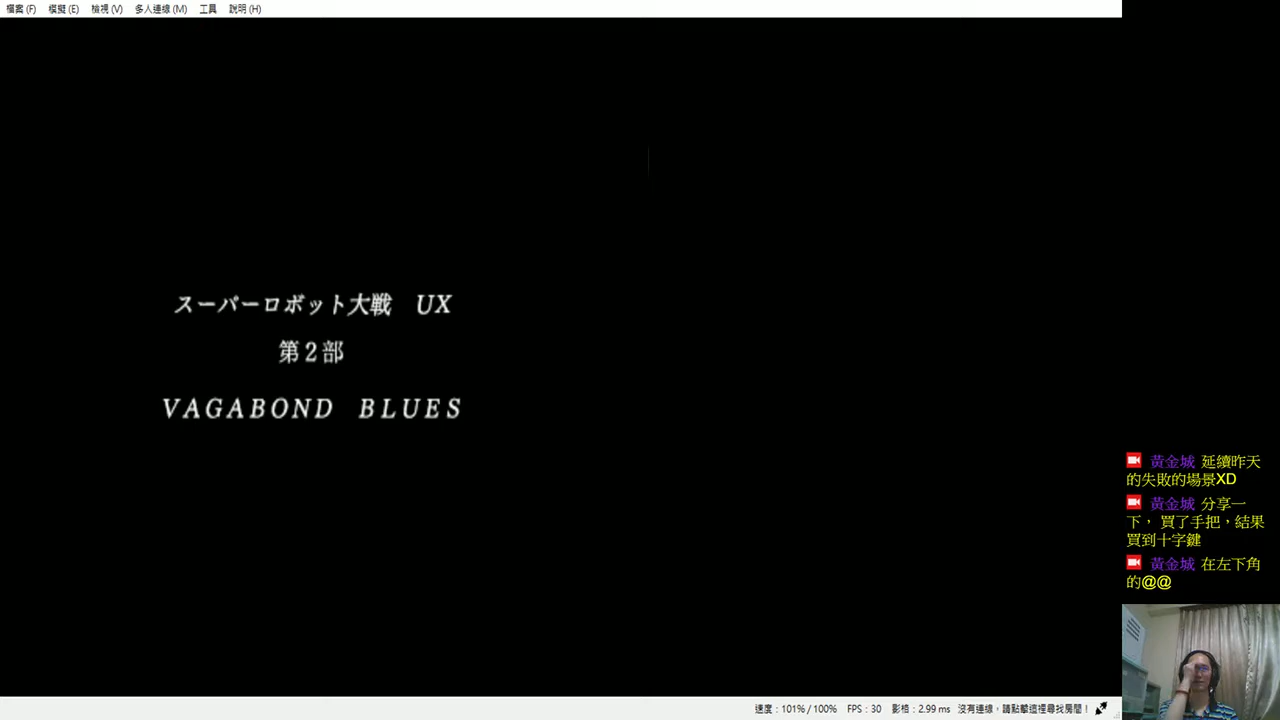 檔案(F) 模擬(E) 檢視(V) 多人連線(M) 工具 說明(H)
スーパーロボット大戦 UX
第2部
VAGABOND BLUES
黃金城 延續昨天
的失敗的場景XD
黃金城 分享一
下， 買了手把，結果
買到十字鍵
黃金城 在左下角
的@@
速度：101% / 100% FPS：30 影格：2.99 ms 沒有連線，請點擊這裡尋找房間！